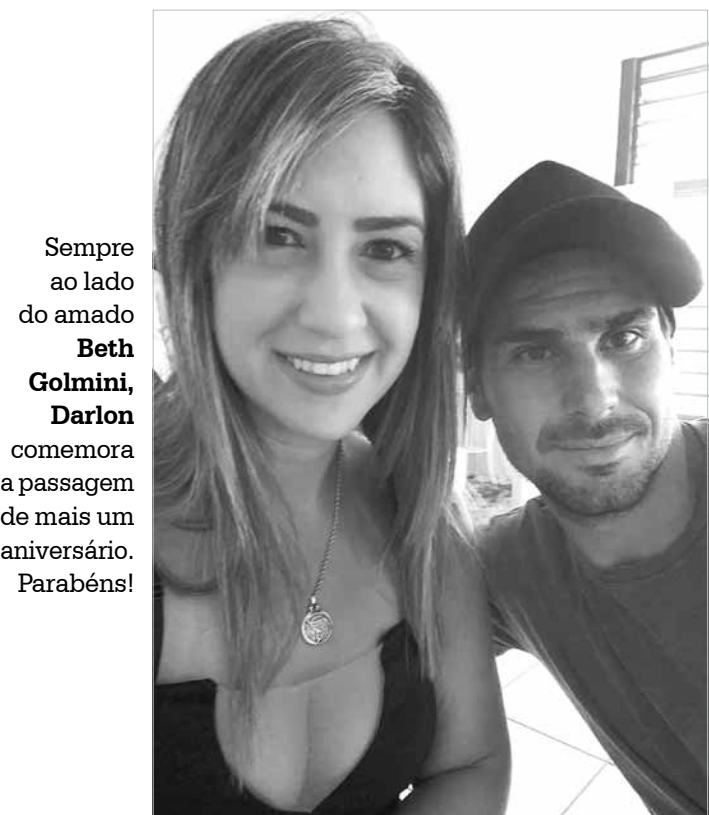 Sempre
ao lado
do amado
Beth
Golmini,
Darlon
comemora
a passagem
de mais um
aniversário.
Parabéns!